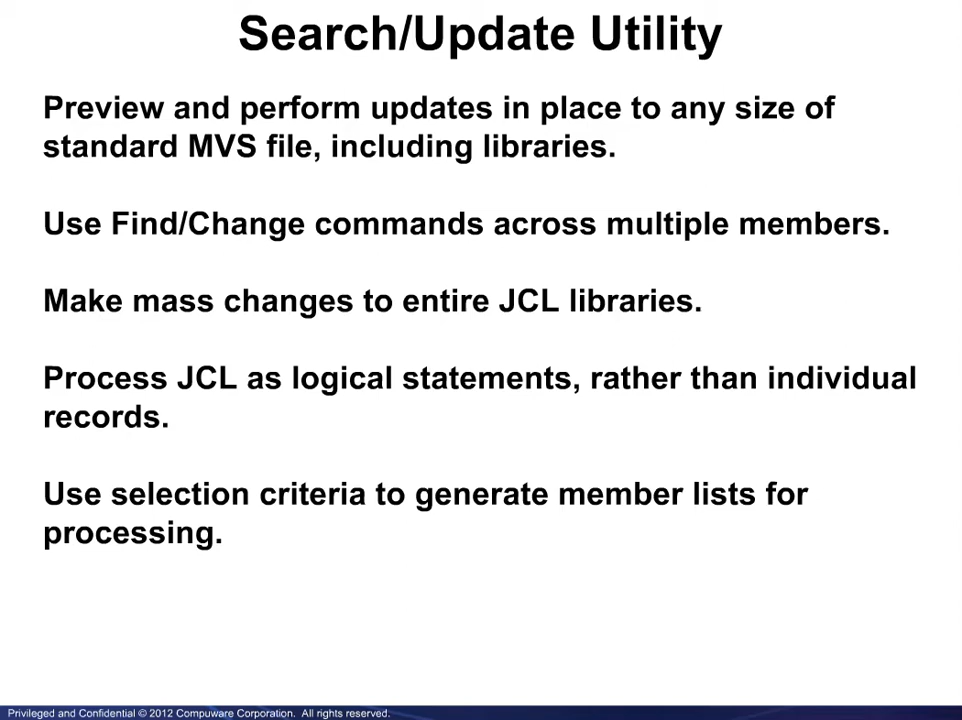 Search/Update Utility
Preview and perform updates in place to any size of
standard MVS file, including libraries.
Use Find/Change commands across multiple members.
Make mass changes to entire JCL libraries.
Process JCL as logical statements, rather than individual
records.
Use selection criteria to generate member lists for
processing.
Privileged and Confidential © 2012 Compuware Corporation. All rights reserved.